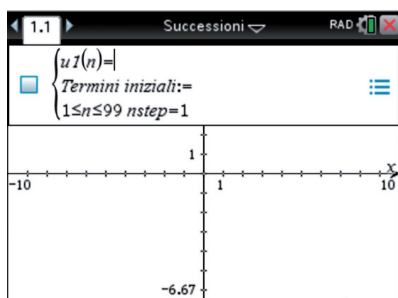 1.1 Successioni RAD
u1(n)=
Termini iniziali:=
1≤n≤99 nstep=1
1
x
-10 1 10
-6.67